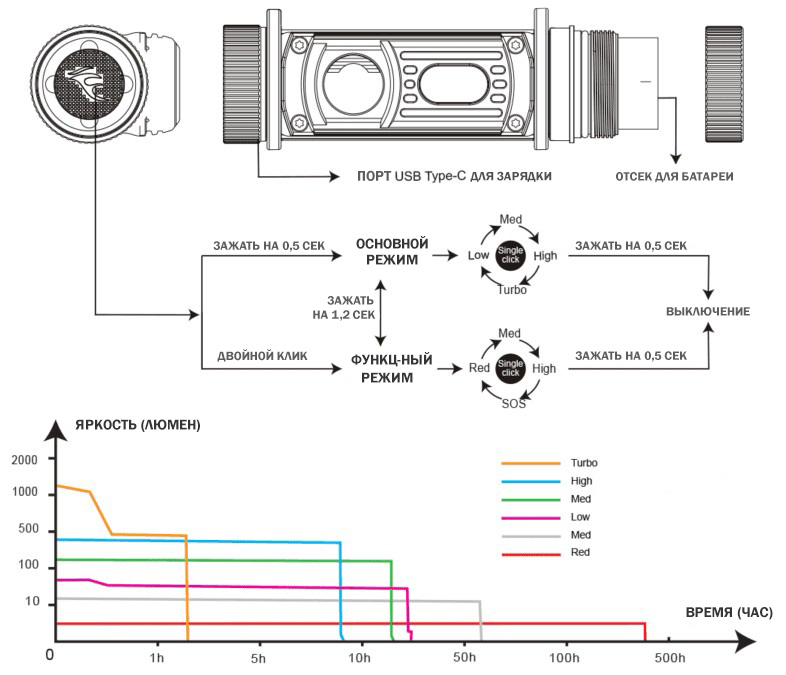 ПОРТ USB Type-C ДЛЯ ЗАРЯДКИ
ОТСЕК ДЛЯ БАТАРЕИ
ЗАЖАТЬ НА 0,5 СЕК
ОСНОВНОЙ
РЕЖИМ
Med
Low
Single
click
High
Turbo
ЗАЖАТЬ НА 0,5 СЕК
ЗАЖАТЬ
НА 1,2 СЕК
ВЫКЛЮЧЕНИЕ
ДВОЙНОЙ КЛИК
ФУНКЦ-НЫЙ
РЕЖИМ
Med
Red
Single
click
High
SOS
ЗАЖАТЬ НА 0,5 СЕК
ЯРКОСТЬ (ЛЮМЕН)
2000
1000
500
100
10
0
Turbo
High
Med
Low
Med
Red
ВРЕМЯ (ЧАС)
1h
5h
10h
50h
100h
500h